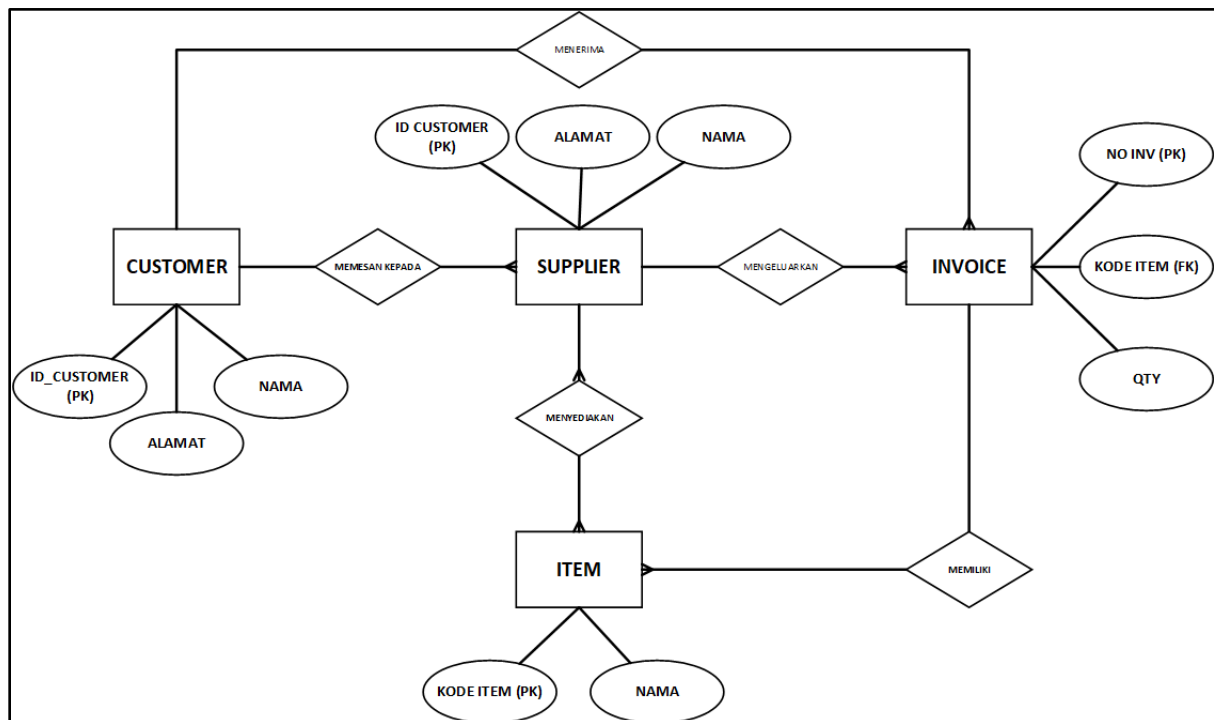 MENERIMA
ID CUSTOMER
(PK)
ALAMAT
NAMA
NO INV (PK)
CUSTOMER
MEMESAN KEPADA
SUPPLIER
MENGELUARKAN
INVOICE
KODE ITEM (FK)
ID_CUSTOMER
(PK)
NAMA
QTY
ALAMAT
MENYEDIAKAN
ITEM
MEMILIKI
KODE ITEM (PK)
NAMA